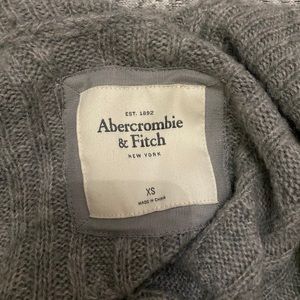 EST. 1892
Abercrombie
& Fitch
NEW YORK
XS
MADE IN CHINA